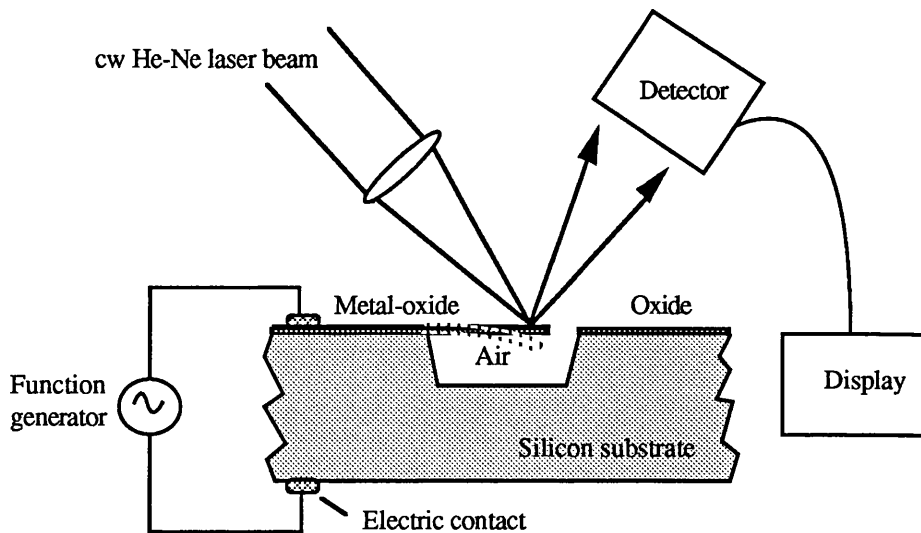 cw He-Ne laser beam
Detector
Metal-oxide
Oxide
Air
Function
generator
Display
Silicon substrate
Electric contact